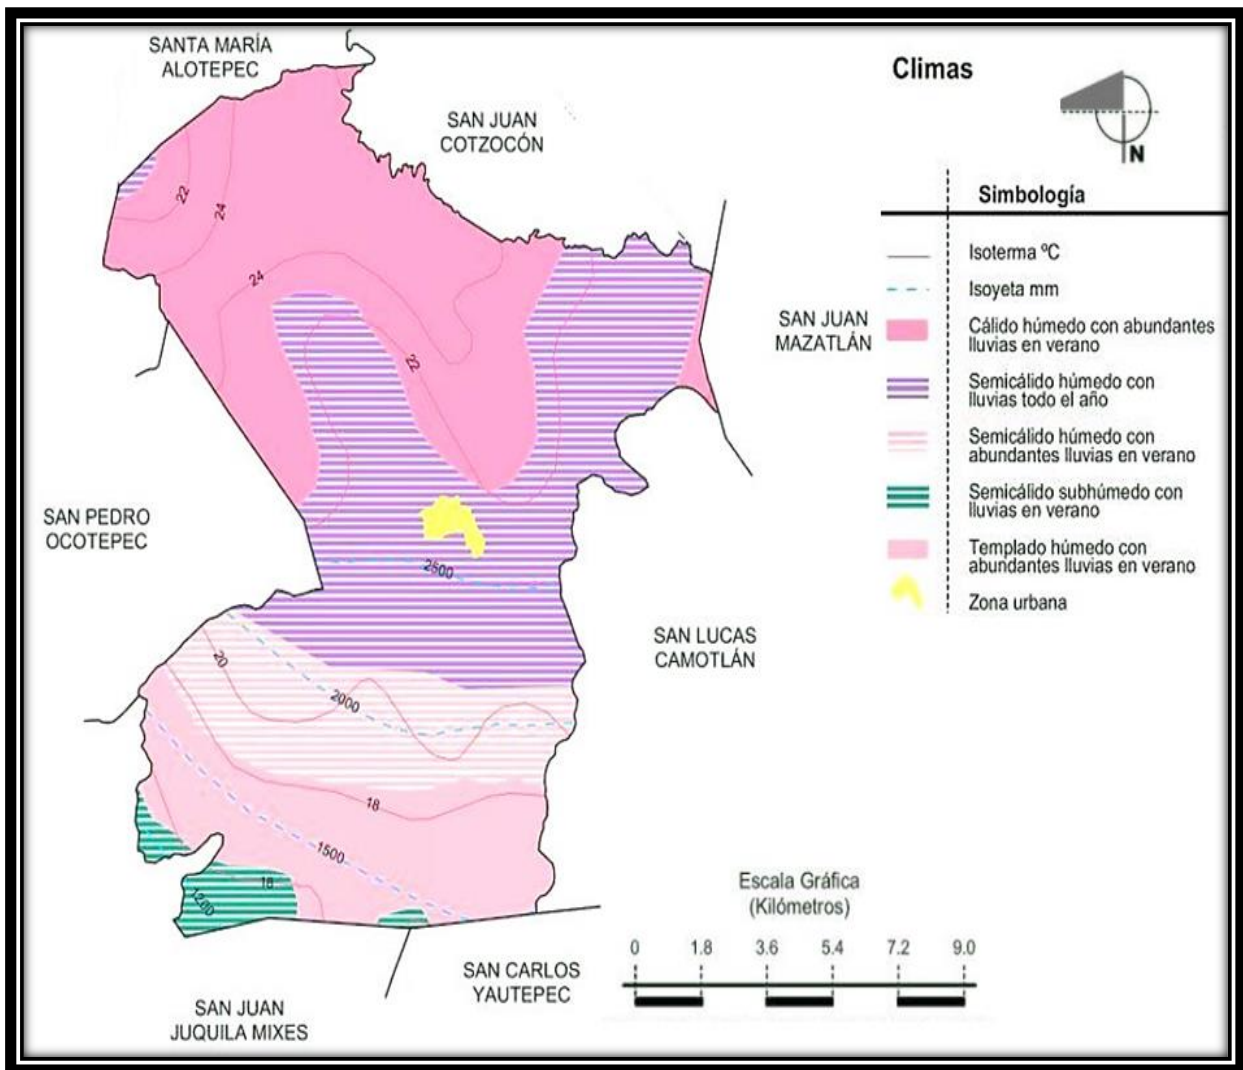 SANTA MARÍA
ALOTEPEC
SAN JUAN
COTZOCÓN
SAN JUAN
MAZATLÁN
SAN PEDRO
OCOTEPEC
SAN LUCAS
CAMOTLÁN
SAN CARLOS
YAUTEPEC
SAN JUAN
JUQUILA MIXES
22
24
24
22
2500
20
2000
18
1500
18
1200
Climas
N
Simbología
Isoterma ºC
Isoyeta mm
Cálido húmedo con abundantes
lluvias en verano
Semicálido húmedo con
lluvias todo el año
Semicálido húmedo con
abundantes lluvias en verano
Semicálido subhúmedo con
lluvias en verano
Templado húmedo con
abundantes lluvias en verano
Zona urbana
Escala Gráfica
(Kilómetros)
0 1.8 3.6 5.4 7.2 9.0